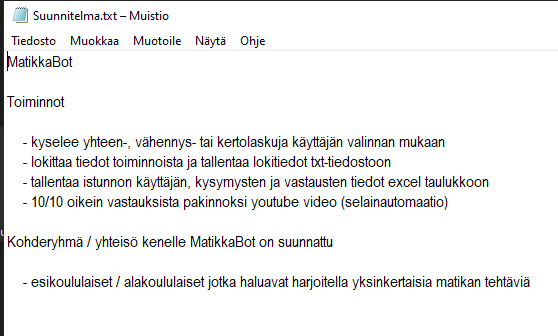 Suunnitelma.txt – Muistio
Tiedosto Muokkaa Muotoile Näytä Ohje
MatikkaBot
Toiminnot
- kyselee yhteen-, vähennys- tai kertolaskuja käyttäjän valinnan mukaan
- lokittaa tiedot toiminnoista ja tallentaa lokitiedot txt-tiedostoon
- tallentaa istunnon käyttäjän, kysymysten ja vastausten tiedot excel taulukkoon
- 10/10 oikein vastauksista pakinnoksi youtube video (selainautomaatio)
Kohderyhmä / yhteisö kenelle MatikkaBot on suunnattu
- esikoululaiset / alakoululaiset jotka haluavat harjoitella yksinkertaisia matikan tehtäviä